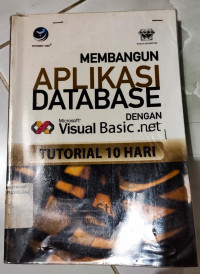 MEMBANGUN
APLIKASI
DATABASE
DENGAN
Microsoft
Visual Basic .net
TUTORIAL 10 HARI